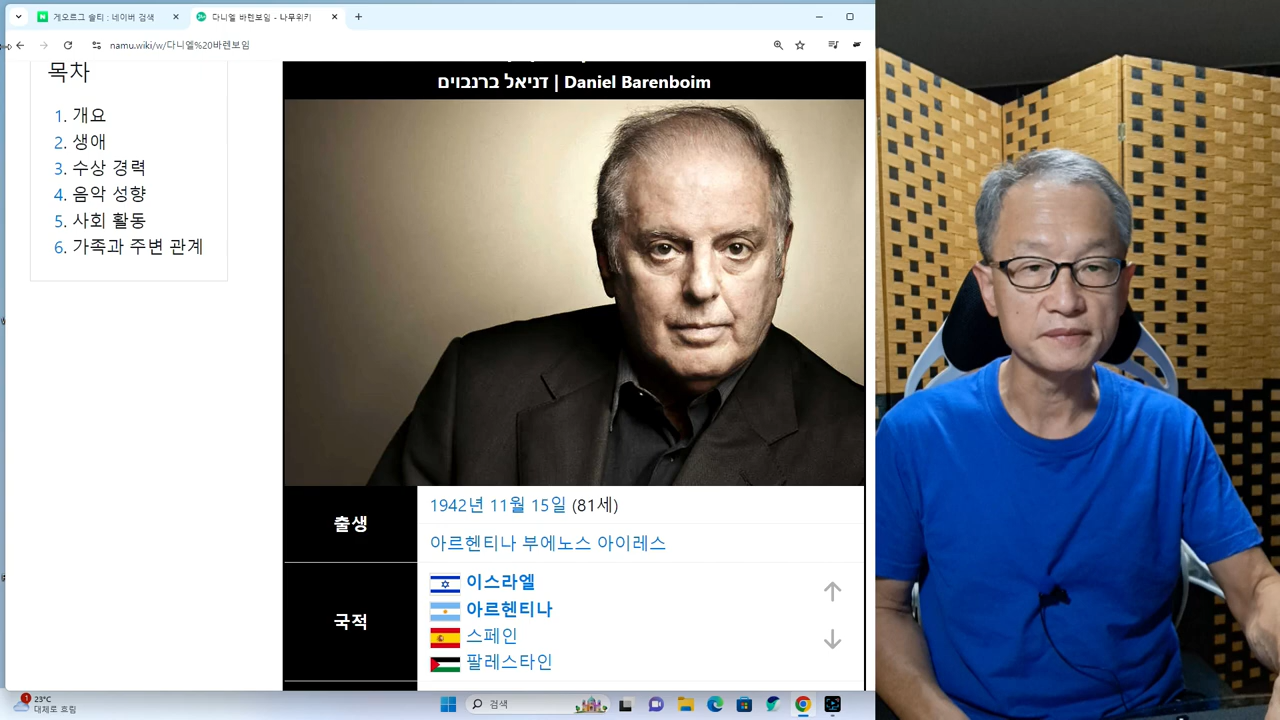 게오르그 솔티 : 네이버 검색
다니엘 바렌보임 - 나무위키
namu.wiki/w/다니엘%20바렌보임
목차
1. 개요
2. 생애
3. 수상 경력
4. 음악 성향
5. 사회 활동
6. 가족과 주변 관계
דניאל ברנבוים | Daniel Barenboim
출생
1942년 11월 15일 (81세)
아르헨티나 부에노스 아이레스
국적
이스라엘
아르헨티나
스페인
팔레스타인
1
23°C
대체로 흐림
검색